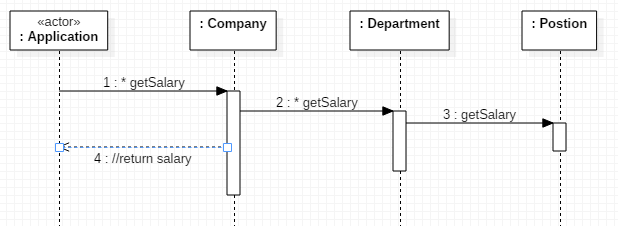 «actor»
: Application
: Company
: Department
: Postion
1 : * getSalary
2 : * getSalary
3 : getSalary
4 : //return salary